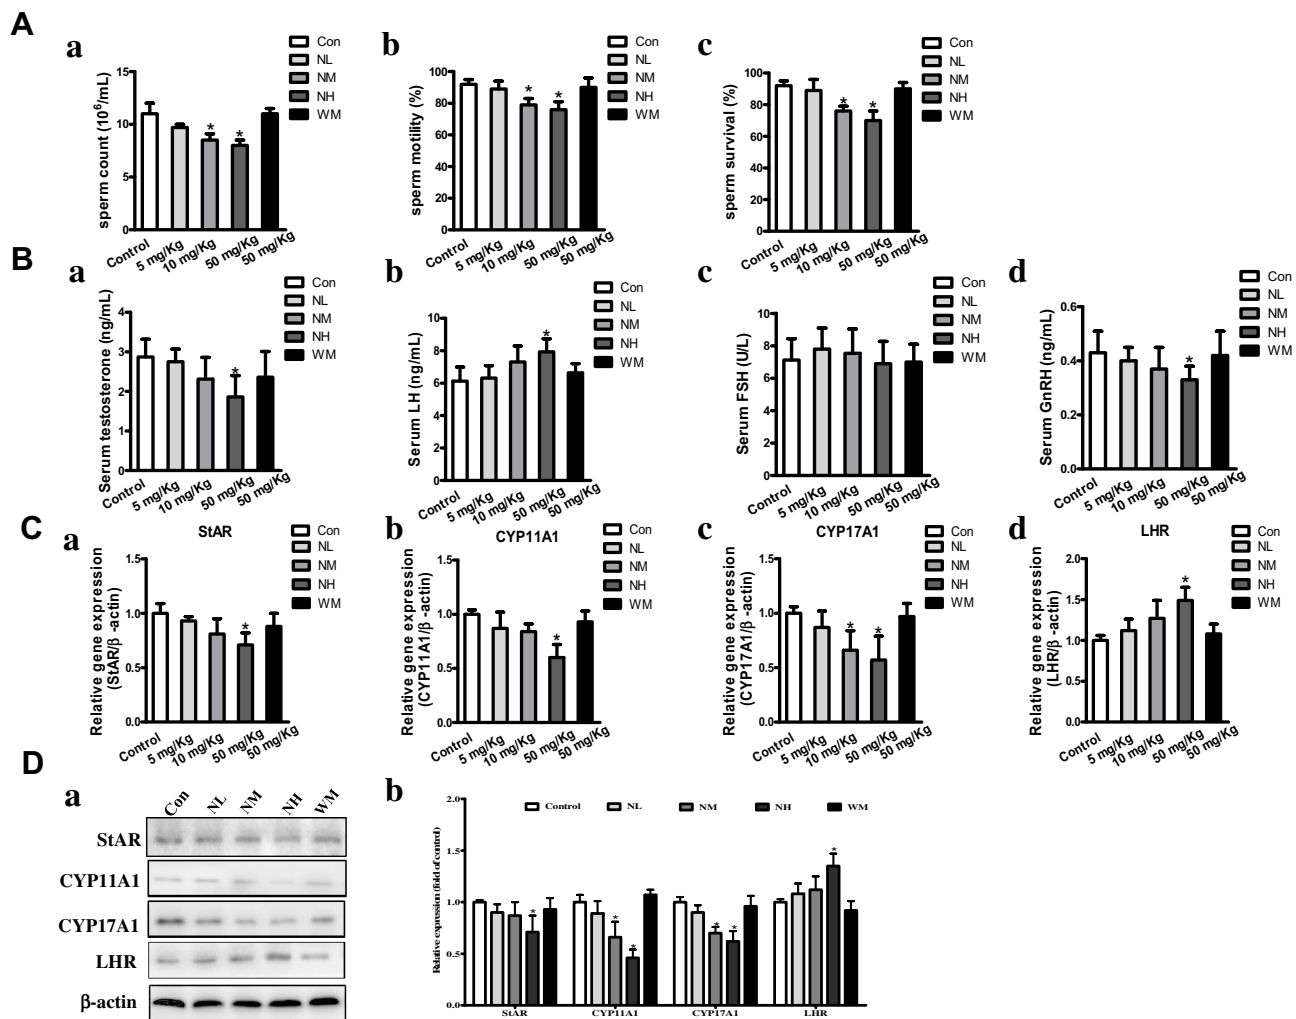 A
a
sperm count (10⁶/mL)
15
10
5
0
* *
Control 5 mg/Kg 10 mg/Kg 50 mg/Kg 50 mg/Kg
Con
NL
NM
NH
WM
b
sperm motility (%)
100
80
60
40
20
0
* *
Control 5 mg/Kg 10 mg/Kg 50 mg/Kg 50 mg/Kg
Con
NL
NM
NH
WM
c
sperm survival (%)
100
80
60
40
20
0
* *
Control 5 mg/Kg 10 mg/Kg 50 mg/Kg 50 mg/Kg
Con
NL
NM
NH
WM
B
a
Serum testosterone (ng/mL)
4
3
2
1
0
*
Control 5 mg/Kg 10 mg/Kg 50 mg/Kg 50 mg/Kg
Con
NL
NM
NH
WM
b
Serum LH (ng/mL)
10
8
6
4
2
0
*
Control 5 mg/Kg 10 mg/Kg 50 mg/Kg 50 mg/Kg
Con
NL
NM
NH
WM
c
Serum FSH (U/L)
10
8
6
4
2
0
Control 5 mg/Kg 10 mg/Kg 50 mg/Kg 50 mg/Kg
Con
NL
NM
NH
WM
d
Serum GnRH (ng/mL)
0.6
0.4
0.2
0.0
*
Control 5 mg/Kg 10 mg/Kg 50 mg/Kg 50 mg/Kg
Con
NL
NM
NH
WM
C
a
StAR
Relative gene expression
(StAR/β -actin)
1.5
1.0
0.5
0.0
*
Control 5 mg/Kg 10 mg/Kg 50 mg/Kg 50 mg/Kg
Con
NL
NM
NH
WM
b
CYP11A1
Relative gene expression
(CYP11A1/β -actin)
1.5
1.0
0.5
0.0
*
Control 5 mg/Kg 10 mg/Kg 50 mg/Kg 50 mg/Kg
Con
NL
NM
NH
WM
c
CYP17A1
Relative gene expression
(CYP17A1/β -actin)
1.5
1.0
0.5
0.0
* *
Control 5 mg/Kg 10 mg/Kg 50 mg/Kg 50 mg/Kg
Con
NL
NM
NH
WM
d
LHR
Relative gene expression
(LHR/β -actin)
2.0
1.5
1.0
0.5
0.0
*
Control 5 mg/Kg 10 mg/Kg 50 mg/Kg 50 mg/Kg
Con
NL
NM
NH
WM
D
a
Con NL NM NH WM
StAR
CYP11A1
CYP17A1
LHR
β-actin
b
Relative expression (fold of control)
2.0
1.5
1.0
0.5
0.0
Control NL NM NH WM
* * * * * *
StAR CYP11A1 CYP17A1 LHR